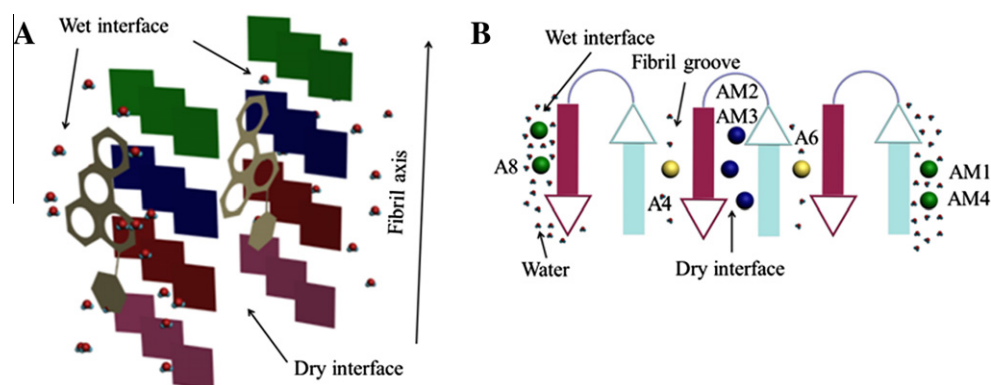 A
Wet interface
Fibril axis
Dry interface
B
Wet interface
Fibril groove
AM2
AM3
A6
A8
A4
AM1
AM4
Water
Dry interface